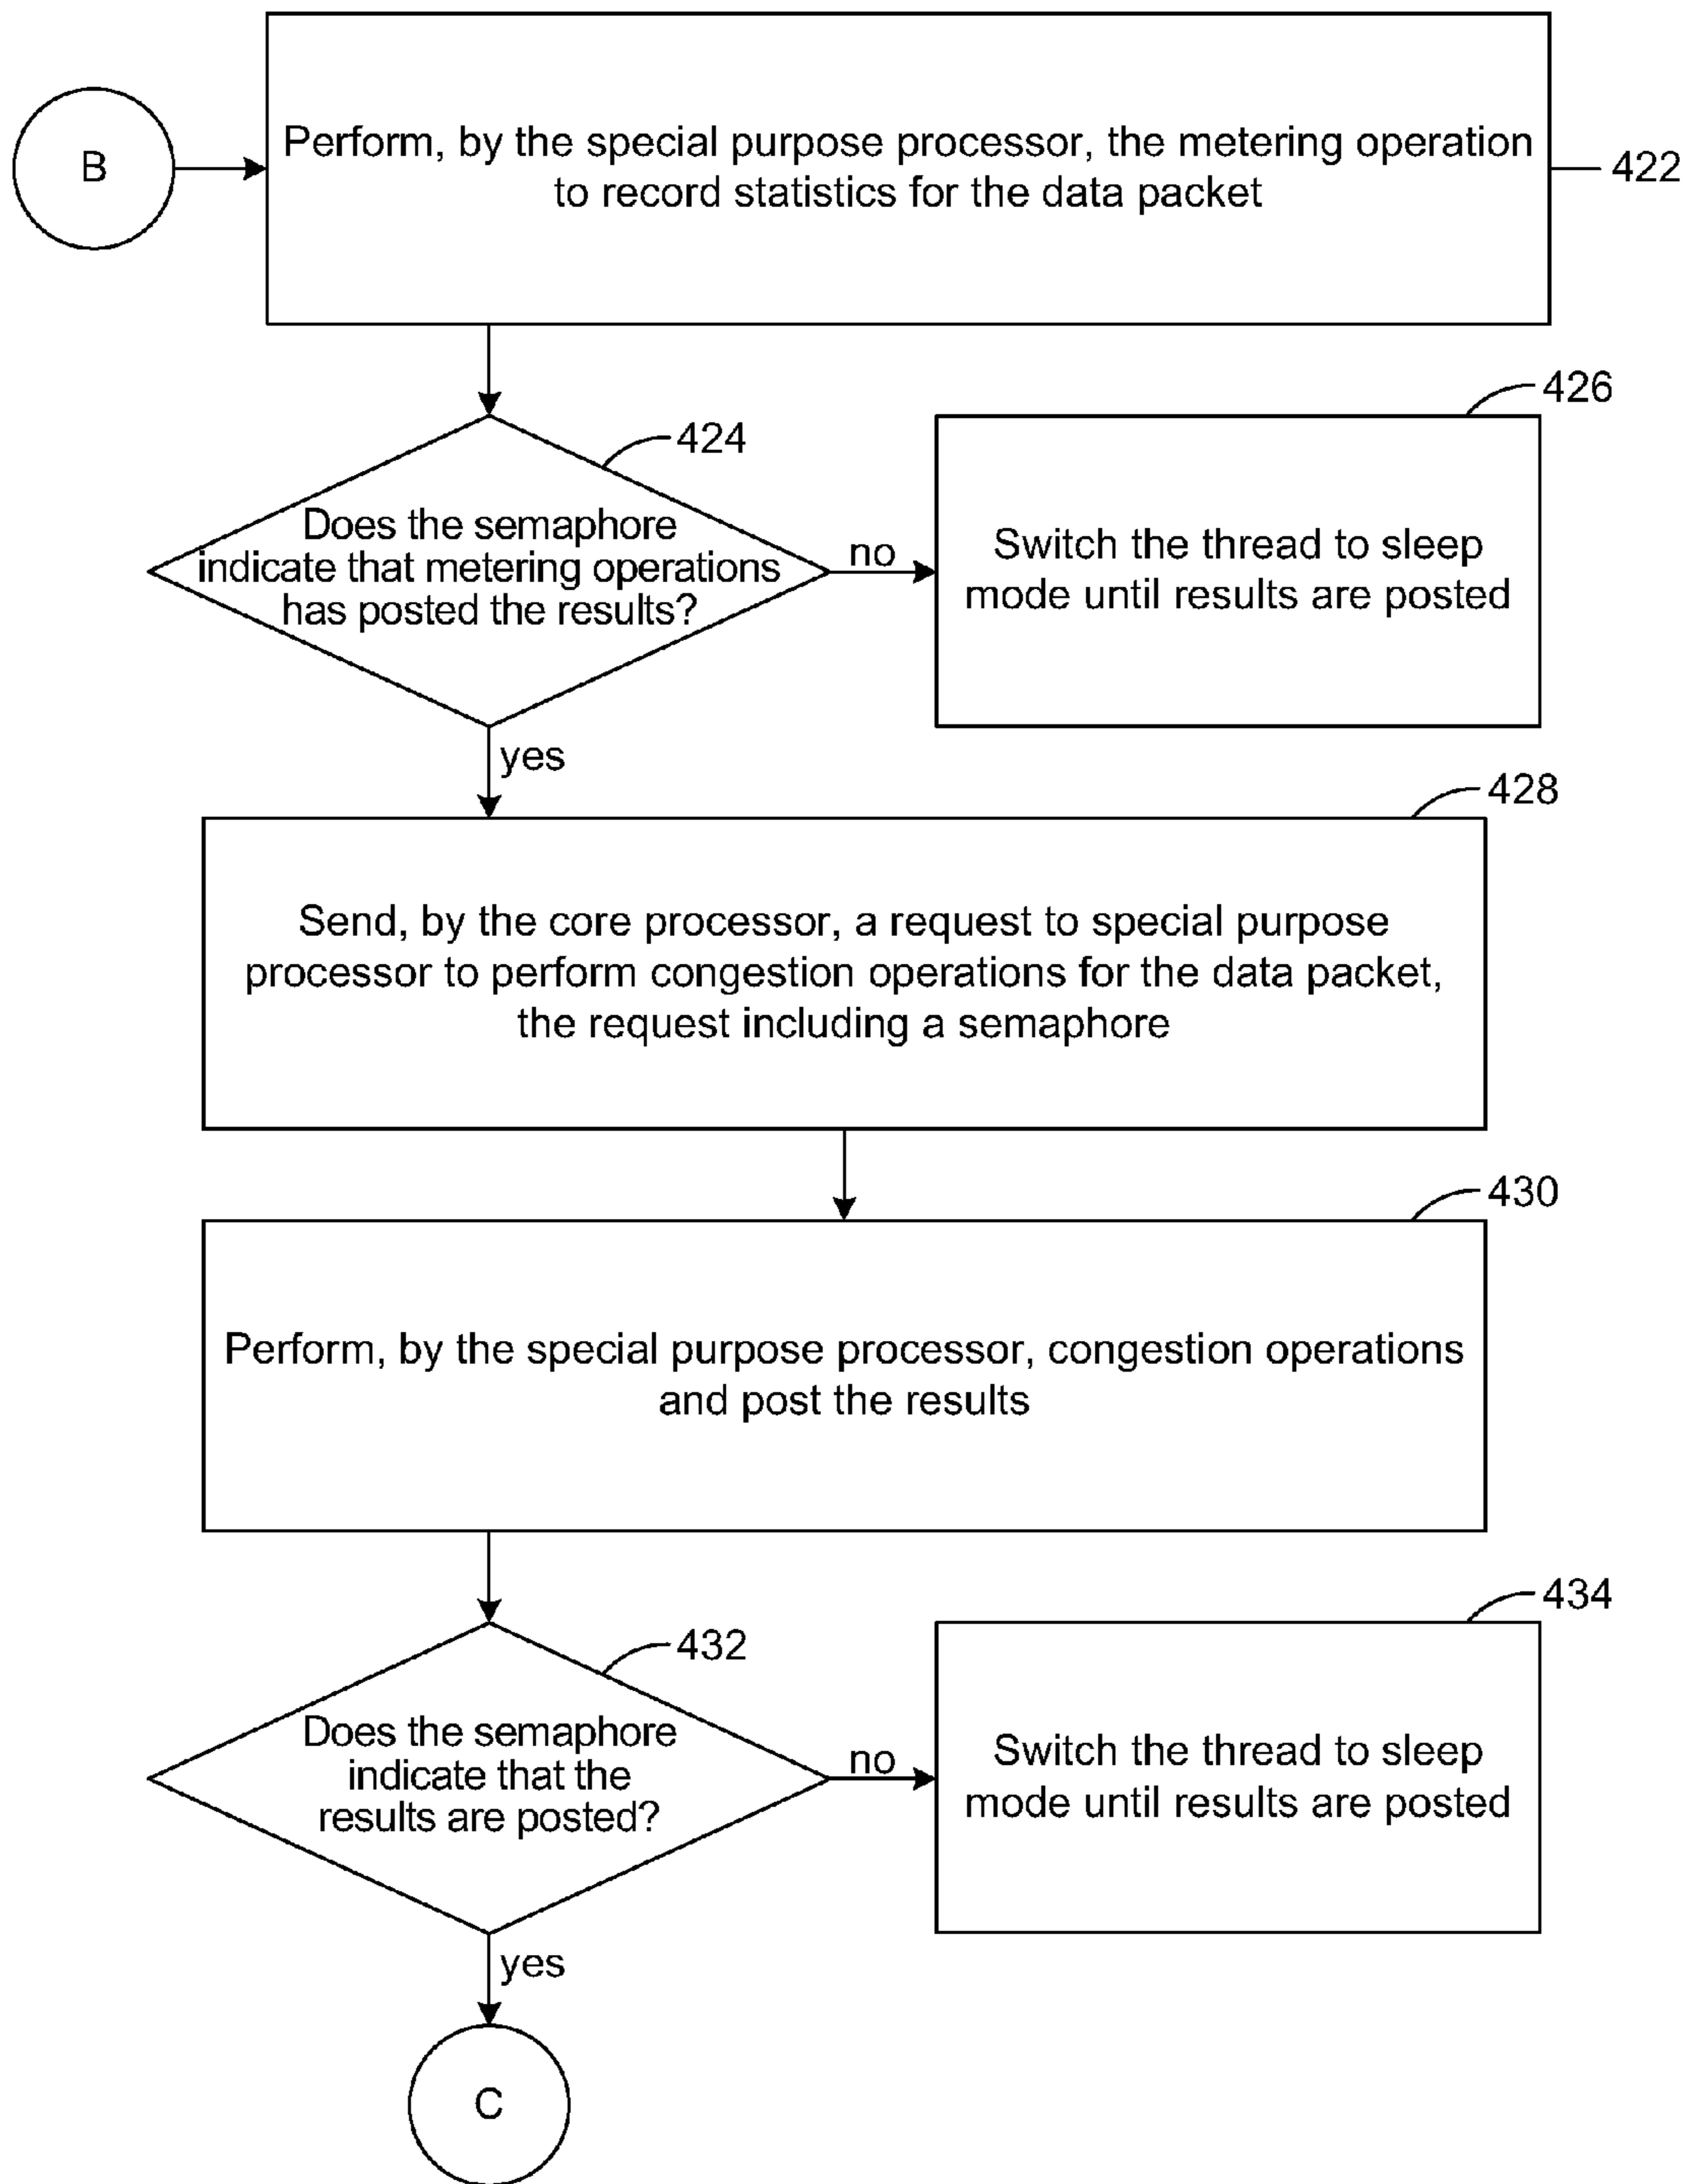 B
Perform, by the special purpose processor, the metering operation
to record statistics for the data packet
422
424
426
Does the semaphore
indicate that metering operations
has posted the results?
no
Switch the thread to sleep
mode until results are posted
yes
428
Send, by the core processor, a request to special purpose
processor to perform congestion operations for the data packet,
the request including a semaphore
430
Perform, by the special purpose processor, congestion operations
and post the results
432
434
Does the semaphore
indicate that the
results are posted?
no
Switch the thread to sleep
mode until results are posted
yes
C